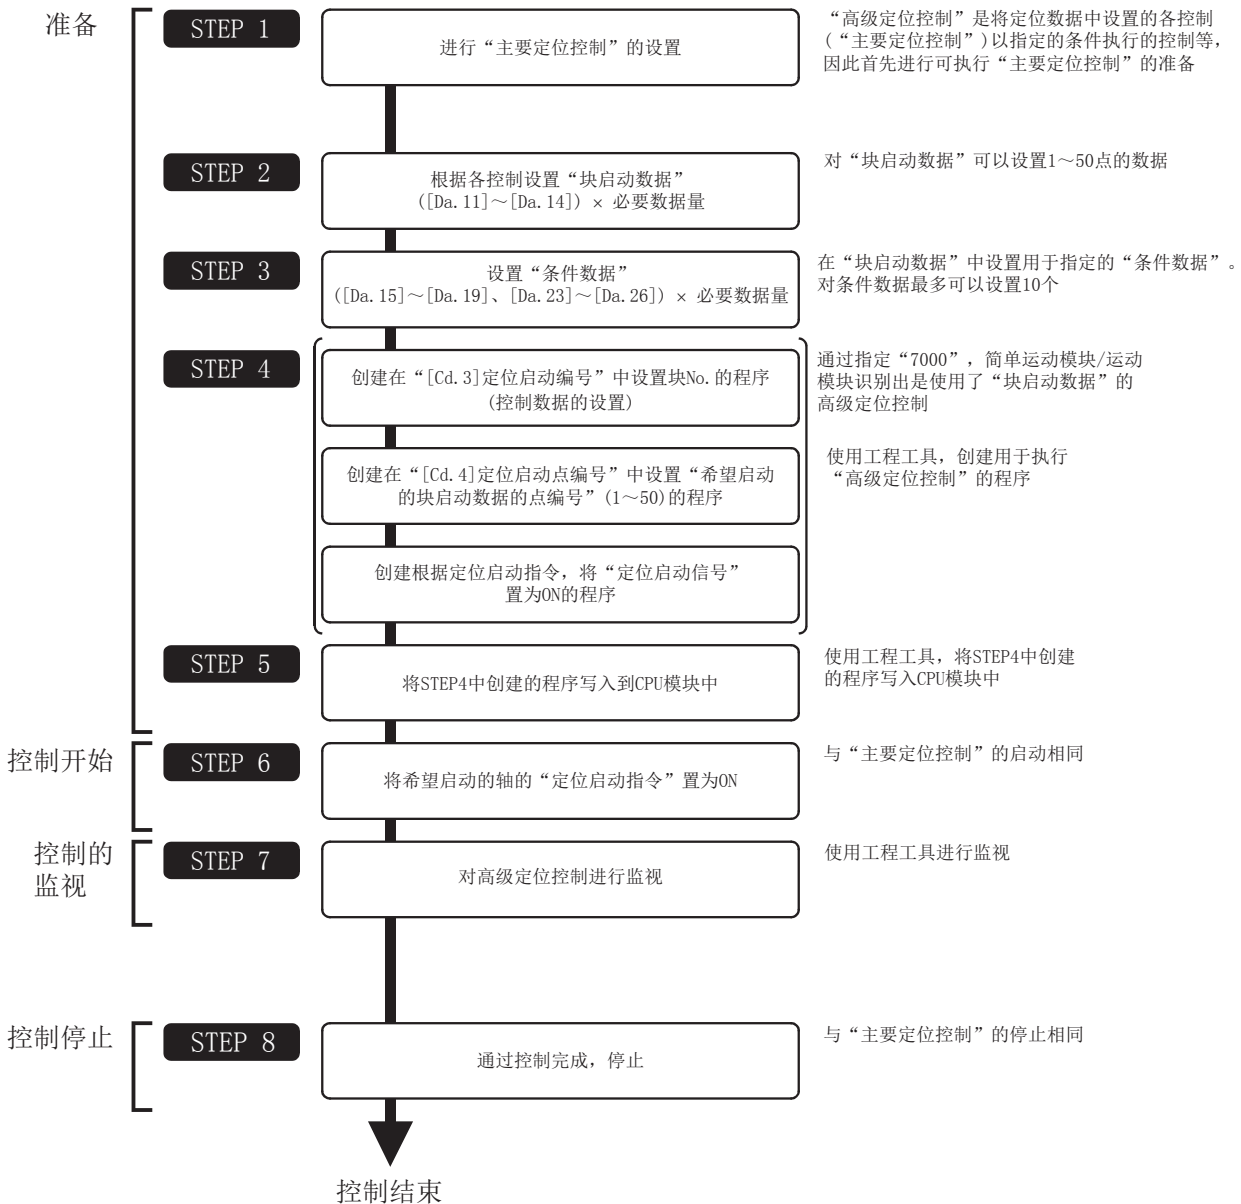 准备
STEP 1
进行“主要定位控制”的设置
“高级定位控制”是将定位数据中设置的各控制
(“主要定位控制”)以指定的条件执行的控制等,
因此首先进行可执行“主要定位控制”的准备
STEP 2
根据各控制设置“块启动数据”
([Da.11]～[Da.14]) × 必要数据量
对“块启动数据”可以设置1～50点的数据
STEP 3
设置“条件数据”
([Da.15]～[Da.19]、[Da.23]～[Da.26]) × 必要数据量
在“块启动数据”中设置用于指定的“条件数据”。
对条件数据最多可以设置10个
STEP 4
创建在“[Cd.3]定位启动编号”中设置块No.的程序
(控制数据的设置)
通过指定“7000”,简单运动模块/运动
模块识别出是使用了“块启动数据”的
高级定位控制
创建在“[Cd.4]定位启动点编号”中设置“希望启动
的块启动数据的点编号”(1～50)的程序
使用工程工具,创建用于执行
“高级定位控制”的程序
创建根据定位启动指令,将“定位启动信号”
置为ON的程序
STEP 5
将STEP4中创建的程序写入到CPU模块中
使用工程工具,将STEP4中创建
的程序写入CPU模块中
控制开始
STEP 6
将希望启动的轴的“定位启动指令”置为ON
与“主要定位控制”的启动相同
控制的
监视
STEP 7
对高级定位控制进行监视
使用工程工具进行监视
控制停止
STEP 8
通过控制完成,停止
与“主要定位控制”的停止相同
控制结束